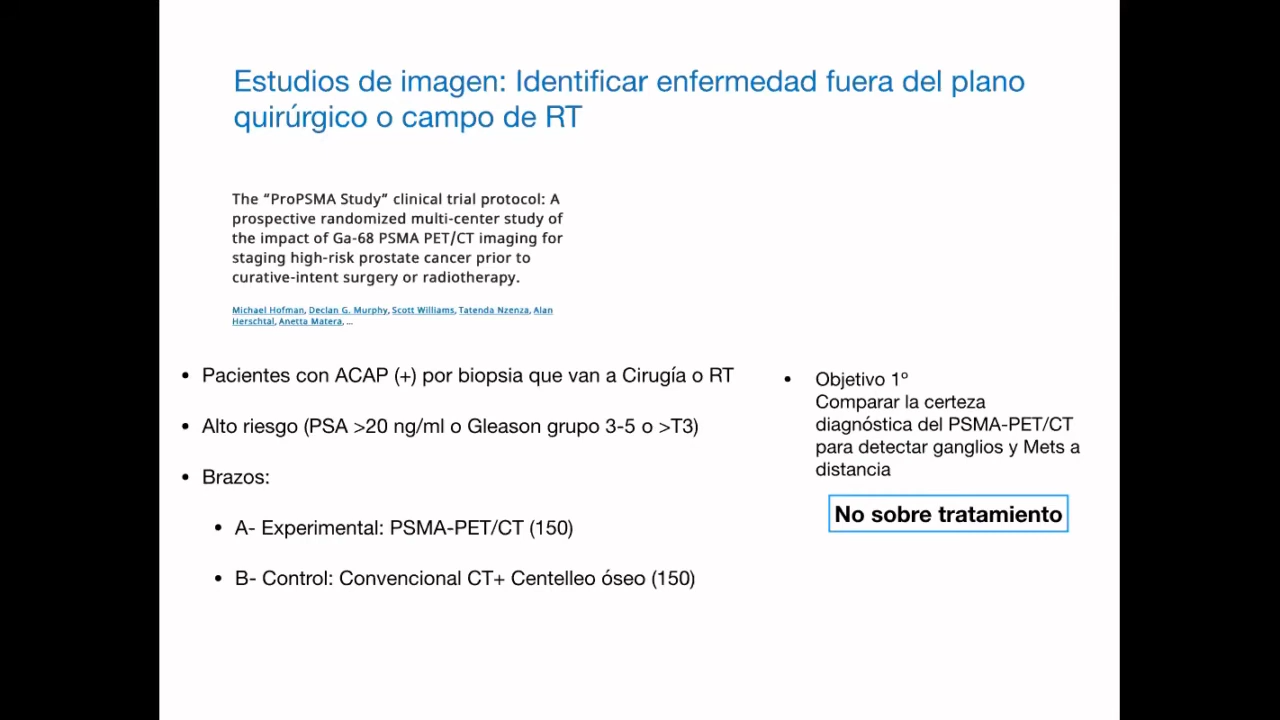 Estudios de imagen: Identificar enfermedad fuera del plano
quirúrgico o campo de RT
The “ProPSMA Study” clinical trial protocol: A
prospective randomized multi-center study of
the impact of Ga-68 PSMA PET/CT imaging for
staging high-risk prostate cancer prior to
curative-intent surgery or radiotherapy.
Michael Hofman, Declan G. Murphy, Scott Williams, Tatenda Nzenza, Alan
Herschtal, Anetta Matera, ...
• Pacientes con ACAP (+) por biopsia que van a Cirugía o RT
• Alto riesgo (PSA >20 ng/ml o Gleason grupo 3-5 o >T3)
• Brazos:
• A- Experimental: PSMA-PET/CT (150)
• B- Control: Convencional CT+ Centelleo óseo (150)
• Objetivo 1º
Comparar la certeza
diagnóstica del PSMA-PET/CT
para detectar ganglios y Mets a
distancia
No sobre tratamiento